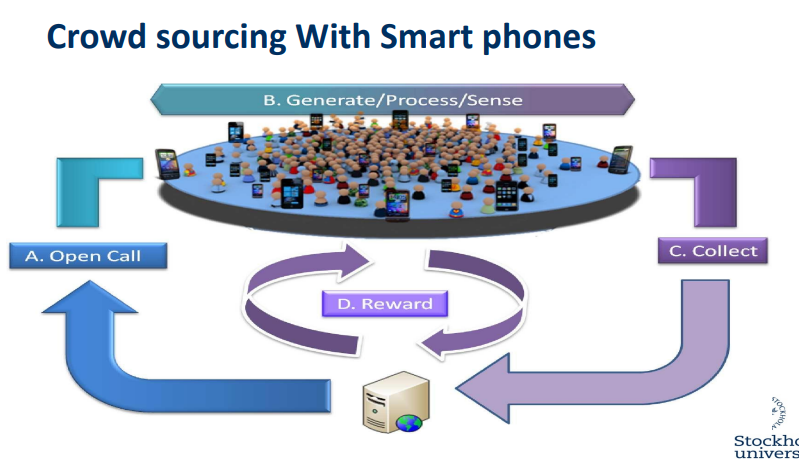 Crowd sourcing With Smart phones
B. Generate/Process/Sense
A. Open Call
C. Collect
D. Reward
Stockho
univers